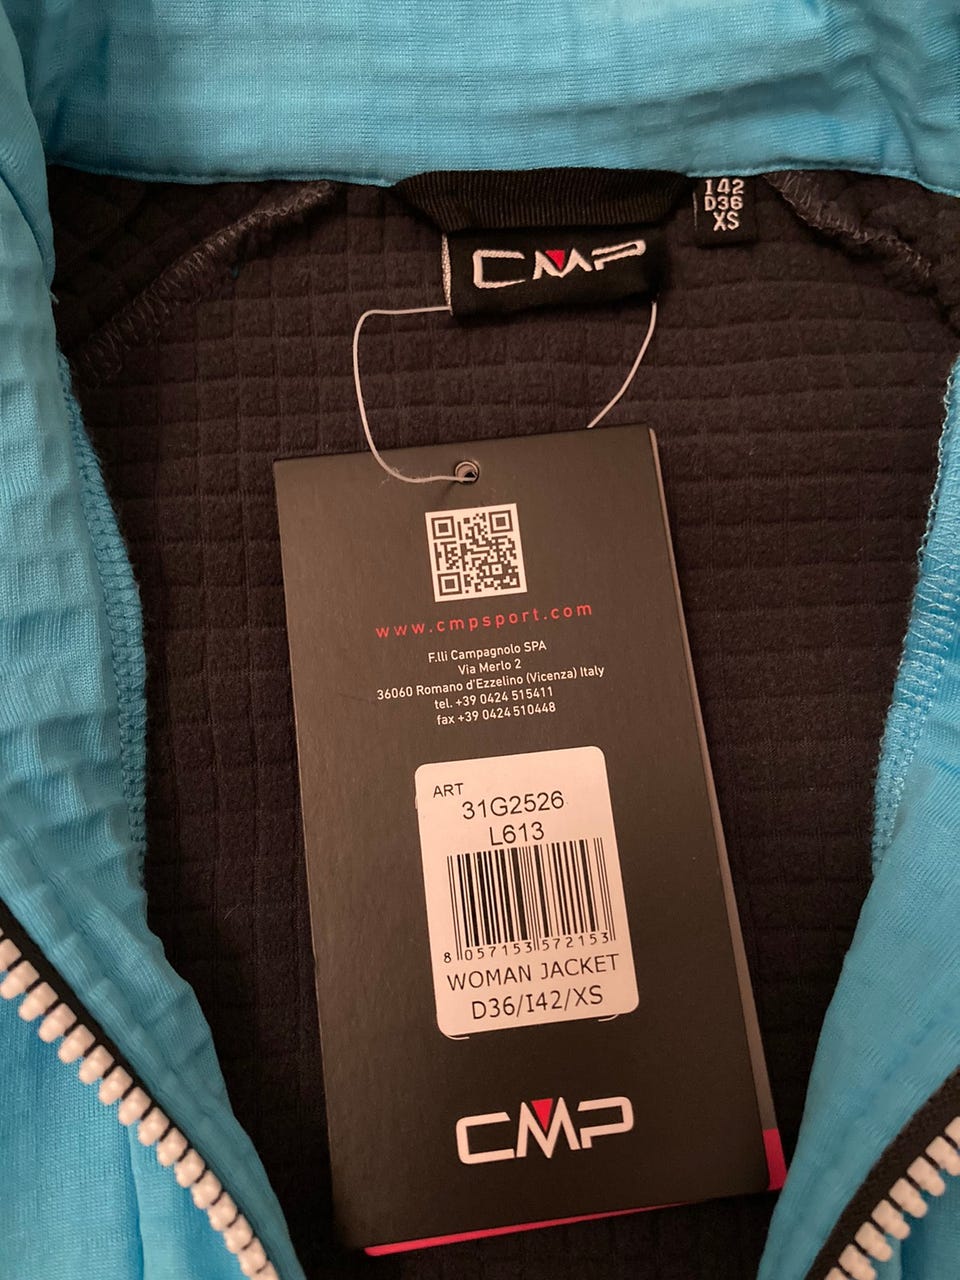 I42
D36
XS
CMP
www.cmpsport.com
F.lli Campagnolo SPA
Via Merlo 2
36060 Romano d'Ezzelino (Vicenza) Italy
tel. +39 0424 515411
fax +39 0424 510448
ART
31G2526
L613
8 057153 572153
WOMAN JACKET
D36/I42/XS
CMP